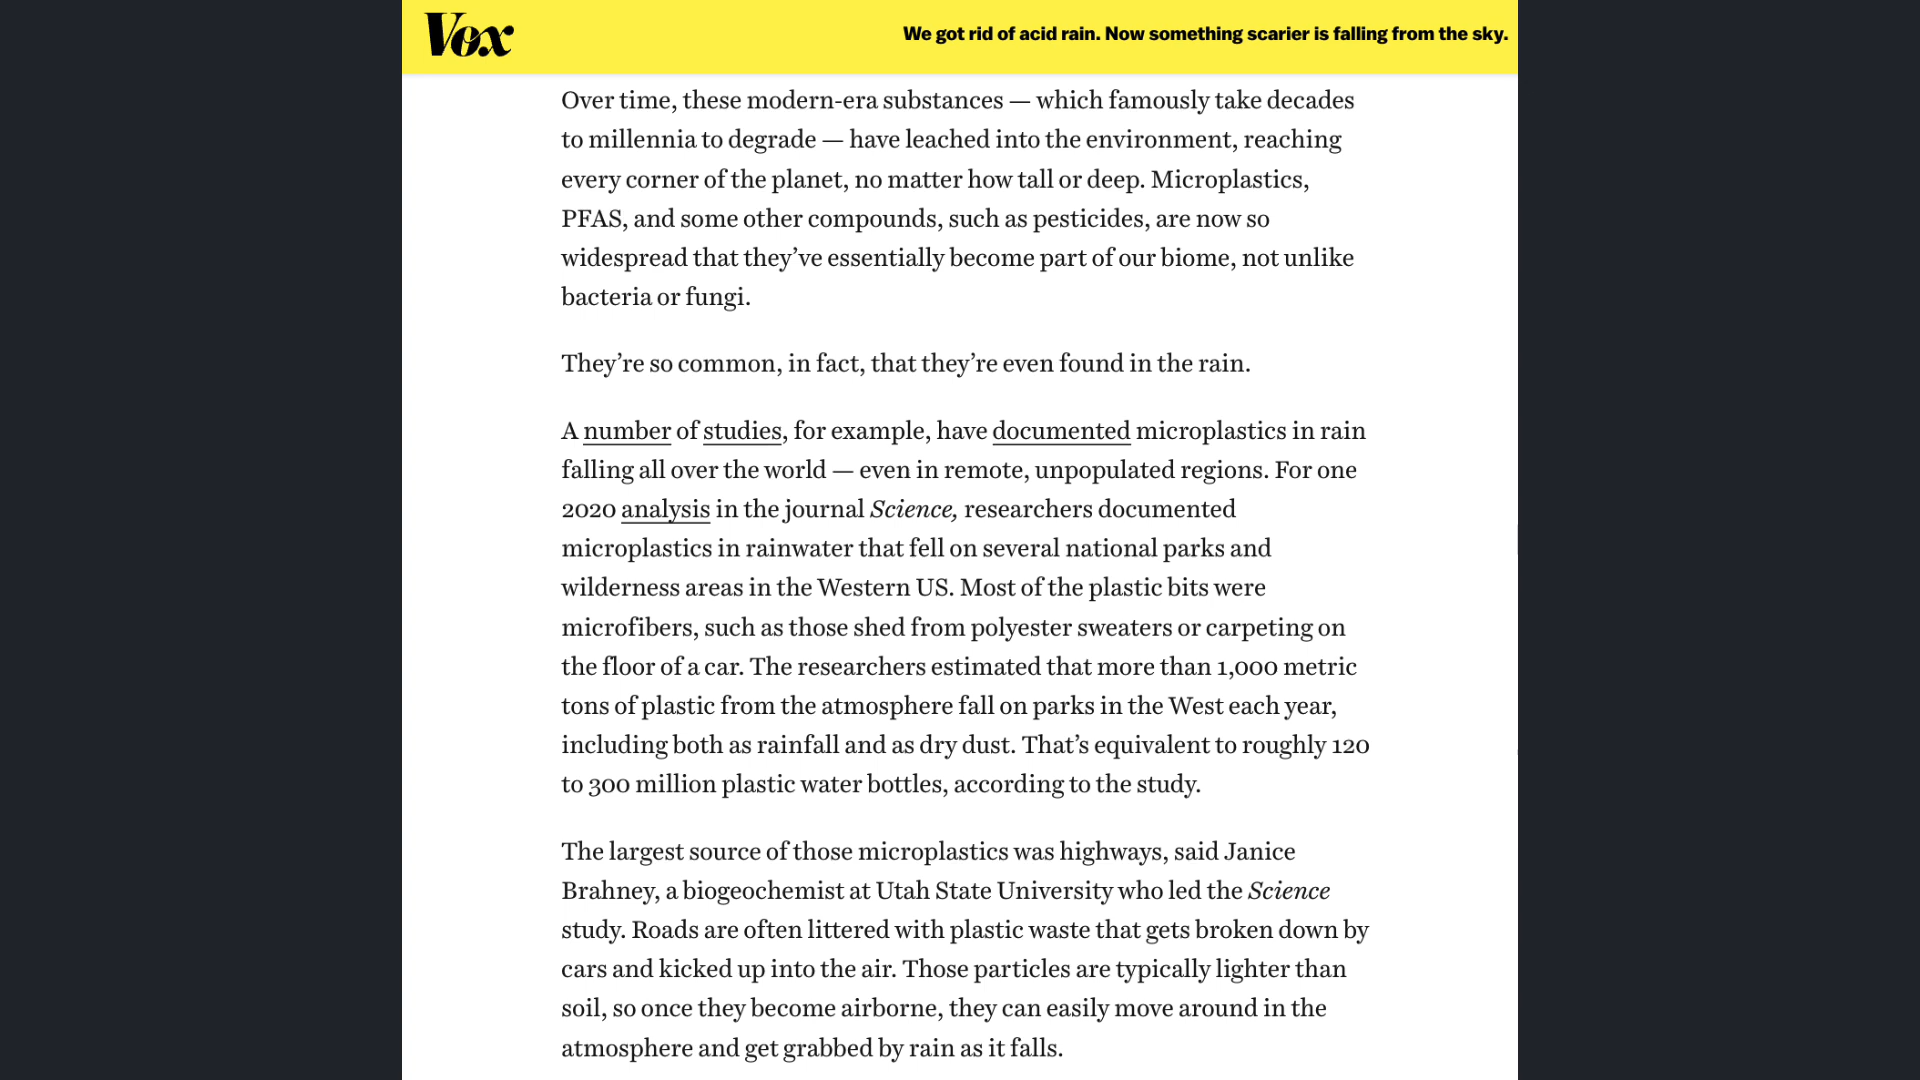 Vox
We got rid of acid rain. Now something scarier is falling from the sky.
Over time, these modern-era substances — which famously take decades
to millennia to degrade — have leached into the environment, reaching
every corner of the planet, no matter how tall or deep. Microplastics,
PFAS, and some other compounds, such as pesticides, are now so
widespread that they’ve essentially become part of our biome, not unlike
bacteria or fungi.
They’re so common, in fact, that they’re even found in the rain.
A number of studies, for example, have documented microplastics in rain
falling all over the world — even in remote, unpopulated regions. For one
2020 analysis in the journal Science, researchers documented
microplastics in rainwater that fell on several national parks and
wilderness areas in the Western US. Most of the plastic bits were
microfibers, such as those shed from polyester sweaters or carpeting on
the floor of a car. The researchers estimated that more than 1,000 metric
tons of plastic from the atmosphere fall on parks in the West each year,
including both as rainfall and as dry dust. That’s equivalent to roughly 120
to 300 million plastic water bottles, according to the study.
The largest source of those microplastics was highways, said Janice
Brahney, a biogeochemist at Utah State University who led the Science
study. Roads are often littered with plastic waste that gets broken down by
cars and kicked up into the air. Those particles are typically lighter than
soil, so once they become airborne, they can easily move around in the
atmosphere and get grabbed by rain as it falls.